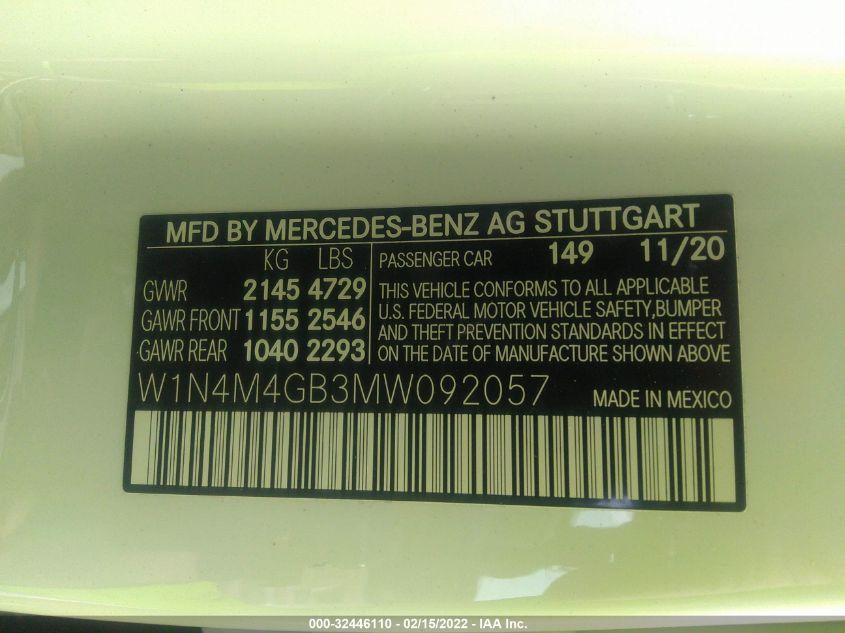 MFD BY MERCEDES-BENZ AG STUTTGART
KG LBS PASSENGER CAR 149 11/20
GVWR 2145 4729
GAWR FRONT 1155 2546
GAWR REAR 1040 2293
THIS VEHICLE CONFORMS TO ALL APPLICABLE
U.S. FEDERAL MOTOR VEHICLE SAFETY,BUMPER
AND THEFT PREVENTION STANDARDS IN EFFECT
ON THE DATE OF MANUFACTURE SHOWN ABOVE
W1N4M4GB3MW092057 MADE IN MEXICO
000-32446110 - 02/15/2022 - IAA Inc.